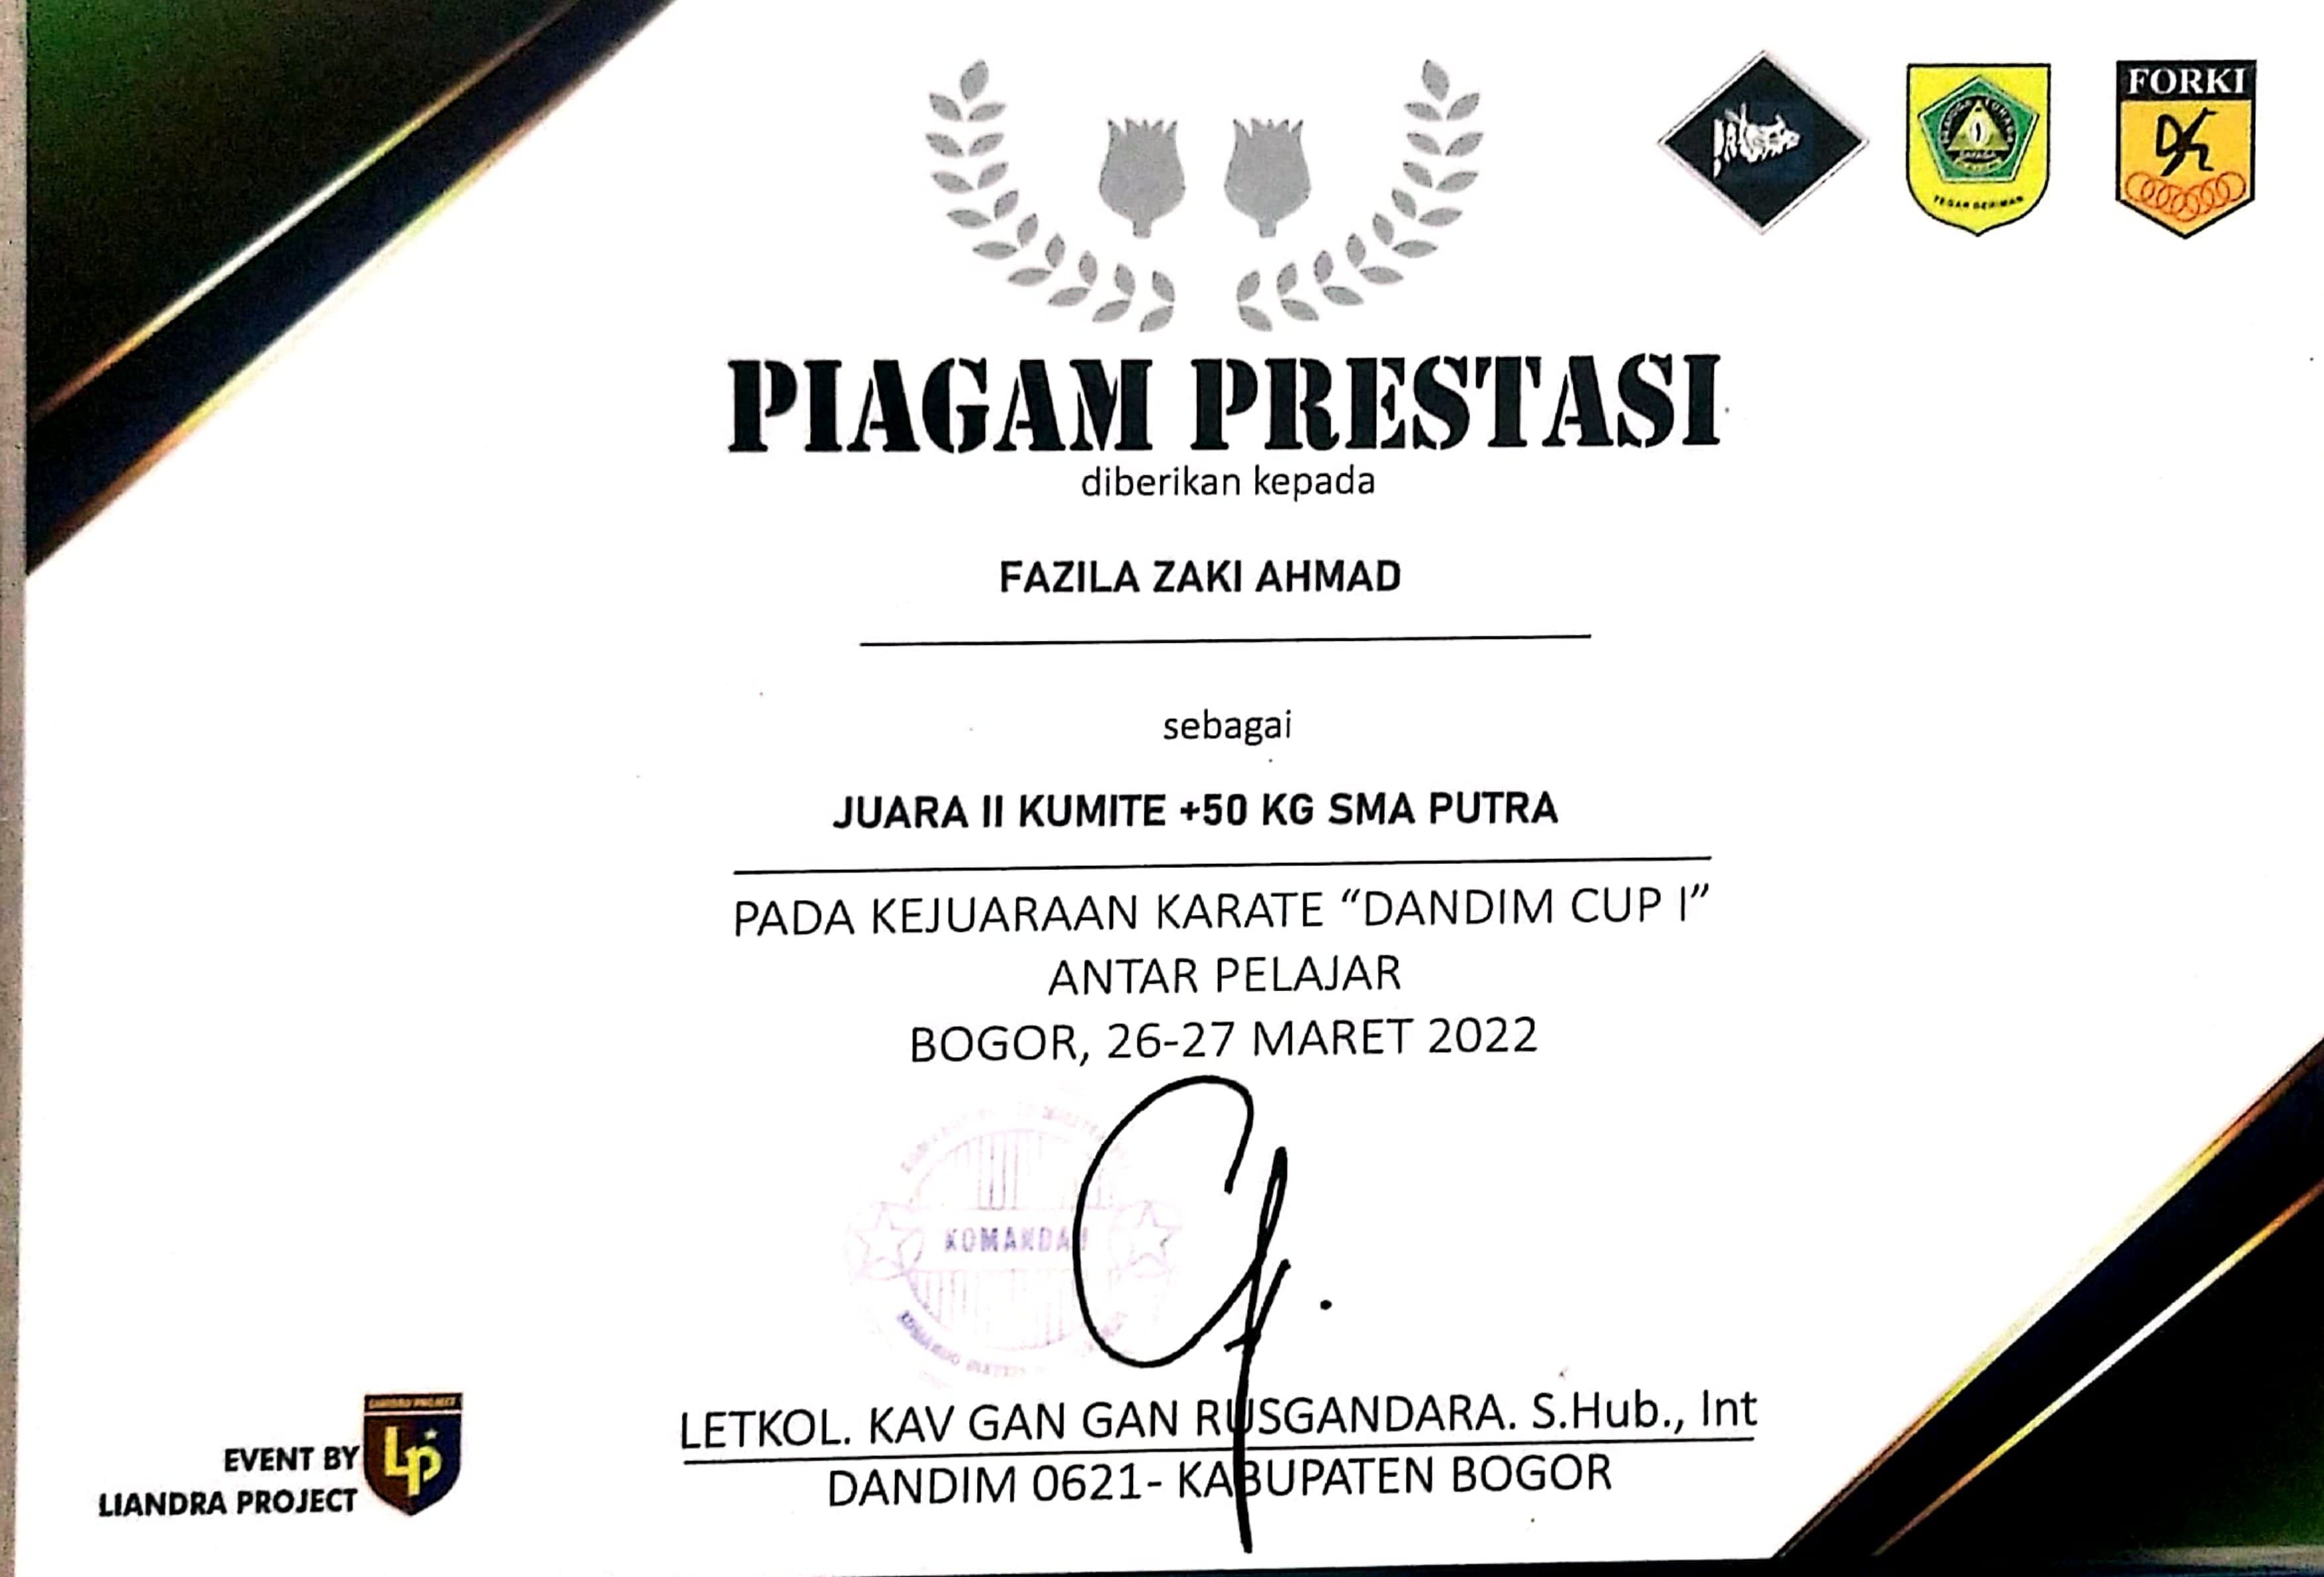 FORKI
TEGAR BERIMAN
PIAGAM PRESTASI
diberikan kepada
FAZILA ZAKI AHMAD
sebagai
JUARA II KUMITE +50 KG SMA PUTRA
PADA KEJUARAAN KARATE “DANDIM CUP I”
ANTAR PELAJAR
BOGOR, 26-27 MARET 2022
KOMANDAN
LETKOL. KAV GAN GAN RUSGANDARA. S.Hub., Int
DANDIM 0621- KABUPATEN BOGOR
EVENT BY
LIANDRA PROJECT
LIANDRA PROJECT
Lp